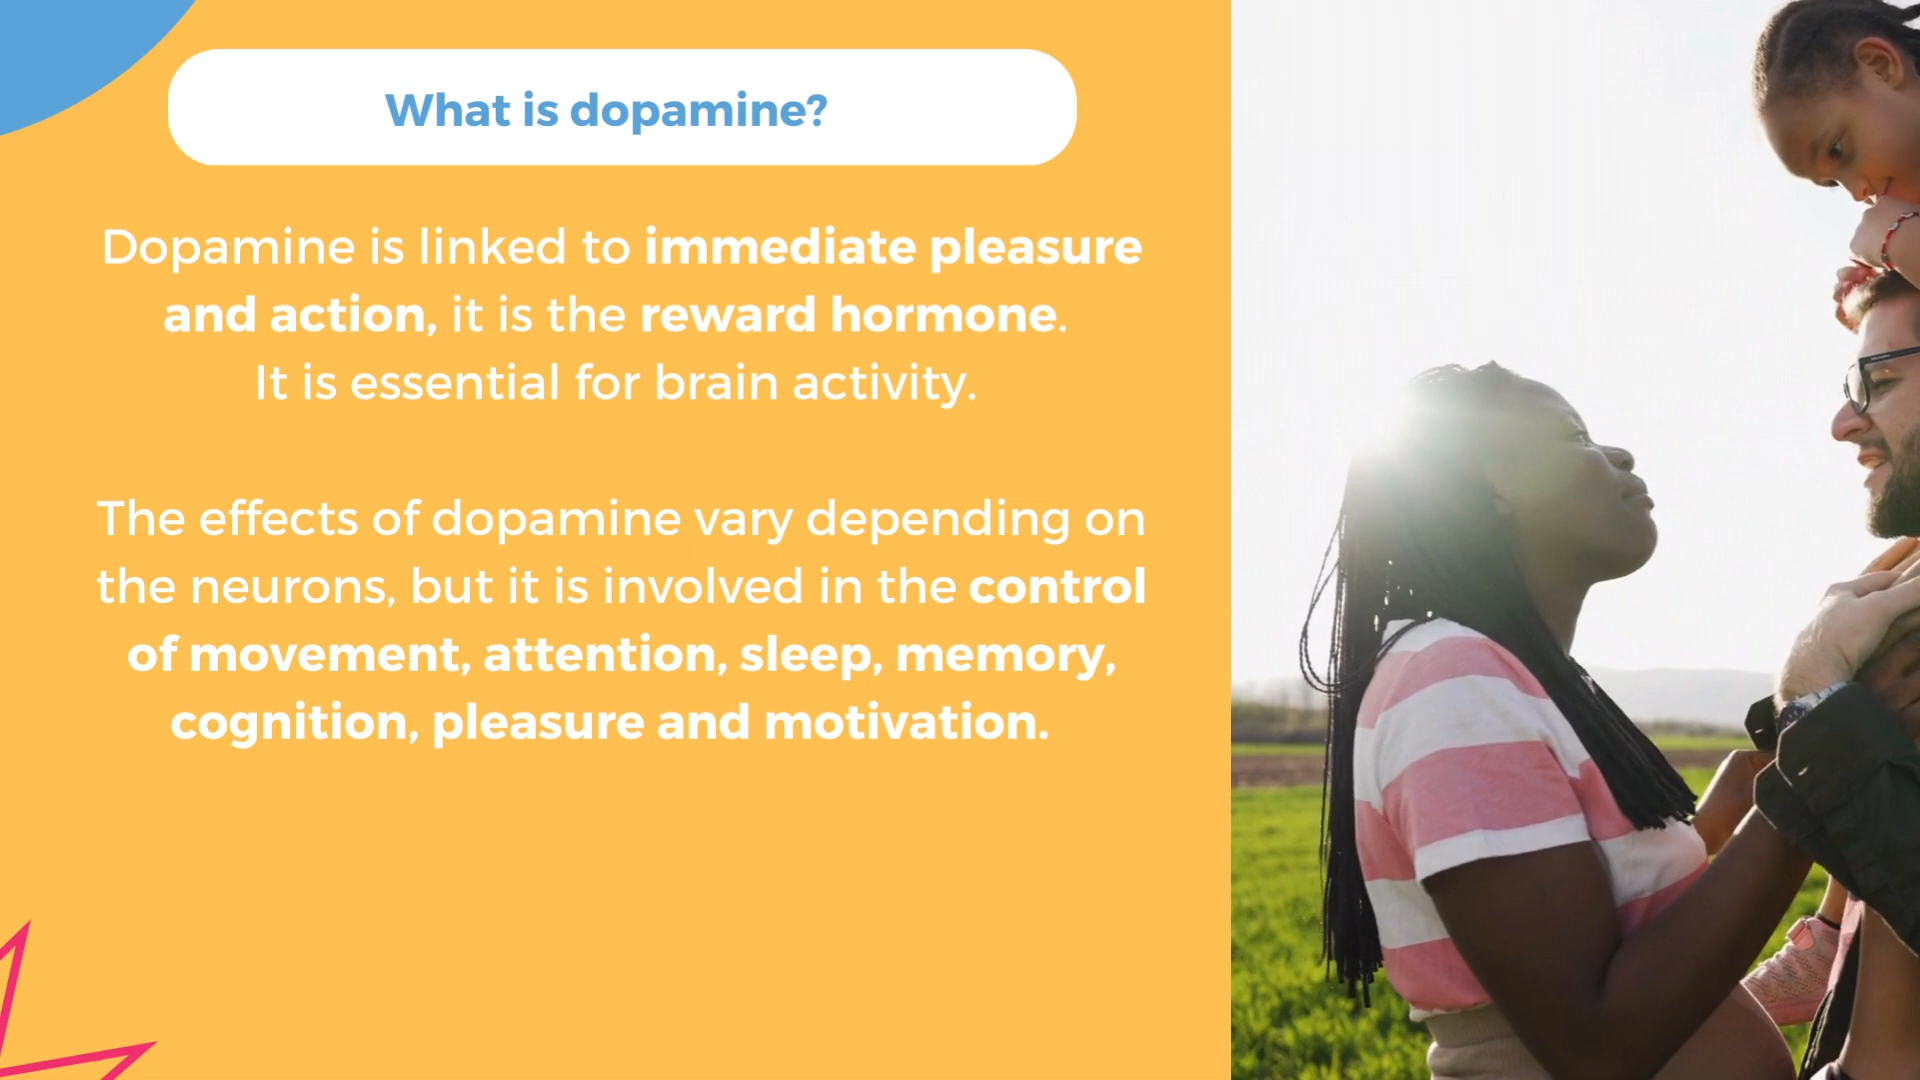 What is dopamine?
Dopamine is linked to immediate pleasure
and action, it is the reward hormone.
It is essential for brain activity.
The effects of dopamine vary depending on
the neurons, but it is involved in the control
of movement, attention, sleep, memory,
cognition, pleasure and motivation.